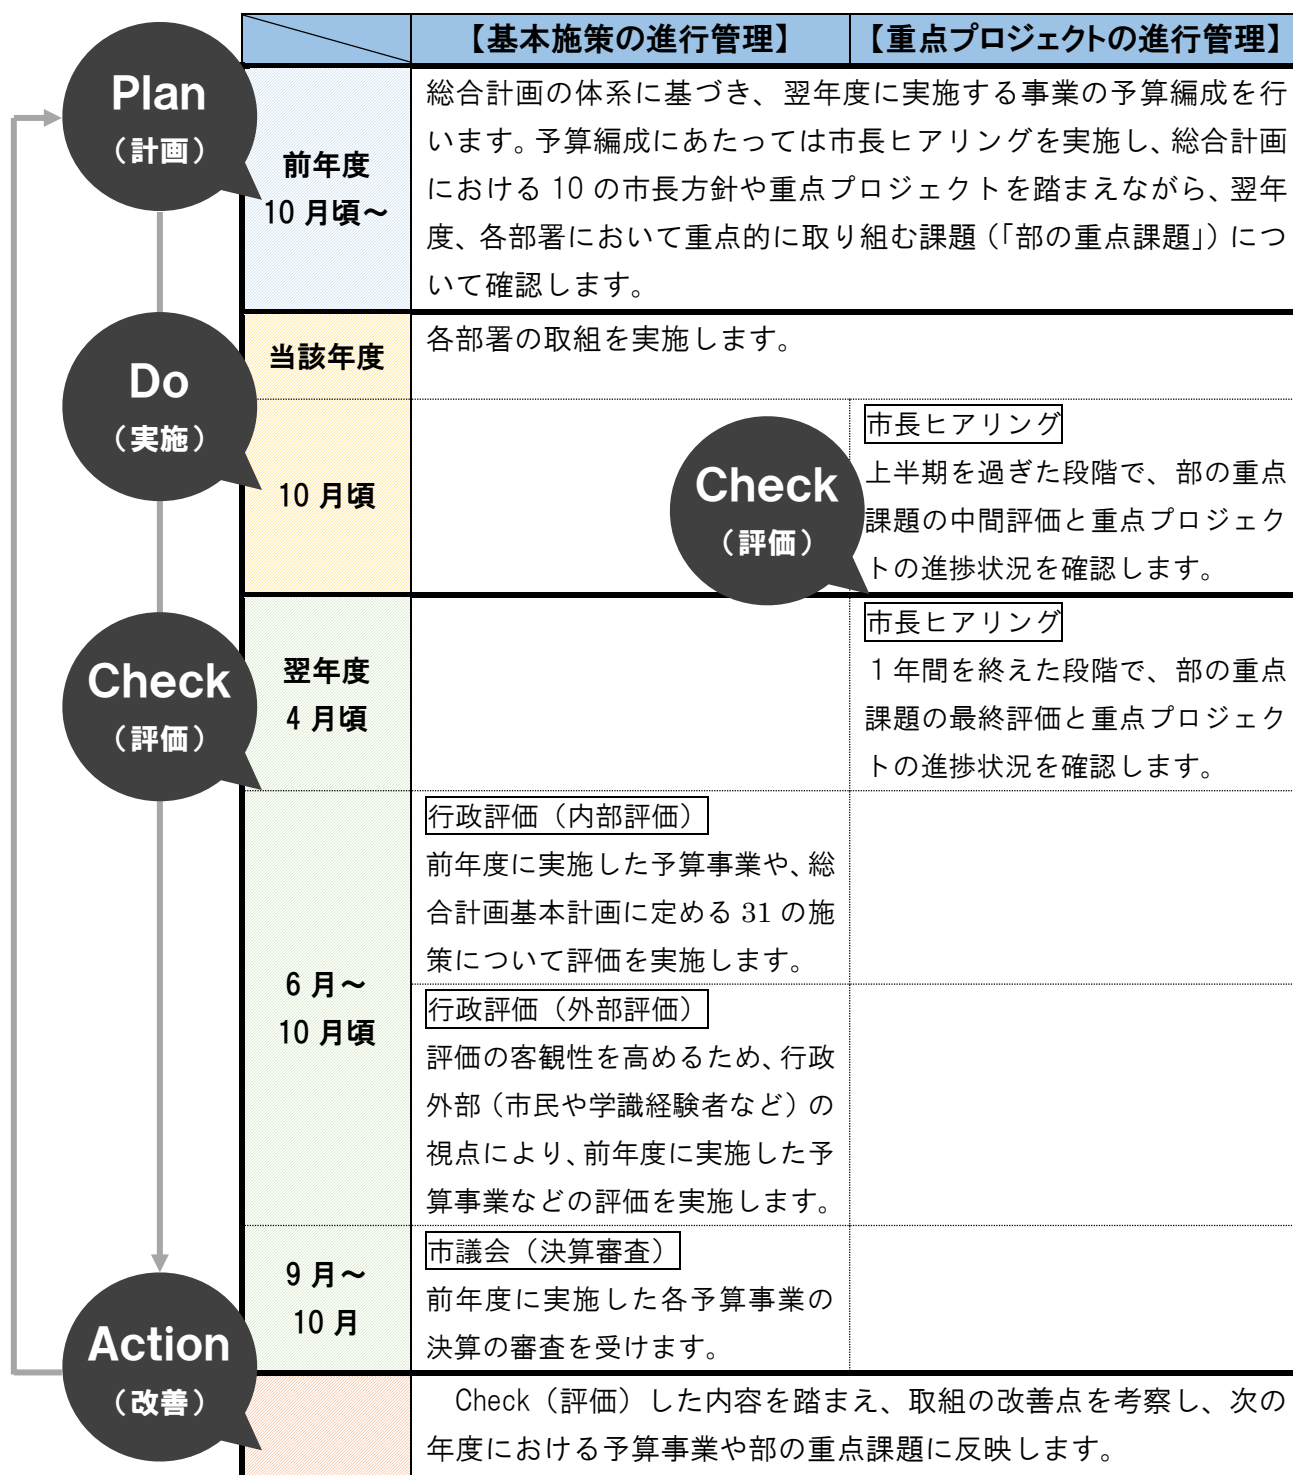 【基本施策の進行管理】
【重点プロジェクトの進行管理】
Plan
（計画）
前年度
10 月頃～
総合計画の体系に基づき、翌年度に実施する事業の予算編成を行
います。予算編成にあたっては市長ヒアリングを実施し、総合計画
における 10 の市長方針や重点プロジェクトを踏まえながら、翌年
度、各部署において重点的に取り組む課題（「部の重点課題」）につ
いて確認します。
Do
（実施）
当該年度
各部署の取組を実施します。
10 月頃
Check
（評価）
市長ヒアリング
上半期を過ぎた段階で、部の重点
課題の中間評価と重点プロジェク
トの進捗状況を確認します。
Check
（評価）
翌年度
4 月頃
市長ヒアリング
１年間を終えた段階で、部の重点
課題の最終評価と重点プロジェク
トの進捗状況を確認します。
6 月～
10 月頃
行政評価（内部評価）
前年度に実施した予算事業や、総
合計画基本計画に定める 31 の施
策について評価を実施します。
行政評価（外部評価）
評価の客観性を高めるため、行政
外部（市民や学識経験者など）の
視点により、前年度に実施した予
算事業などの評価を実施します。
9 月～
10 月
市議会（決算審査）
前年度に実施した各予算事業の
決算の審査を受けます。
Action
（改善）
Check（評価）した内容を踏まえ、取組の改善点を考察し、次の
年度における予算事業や部の重点課題に反映します。